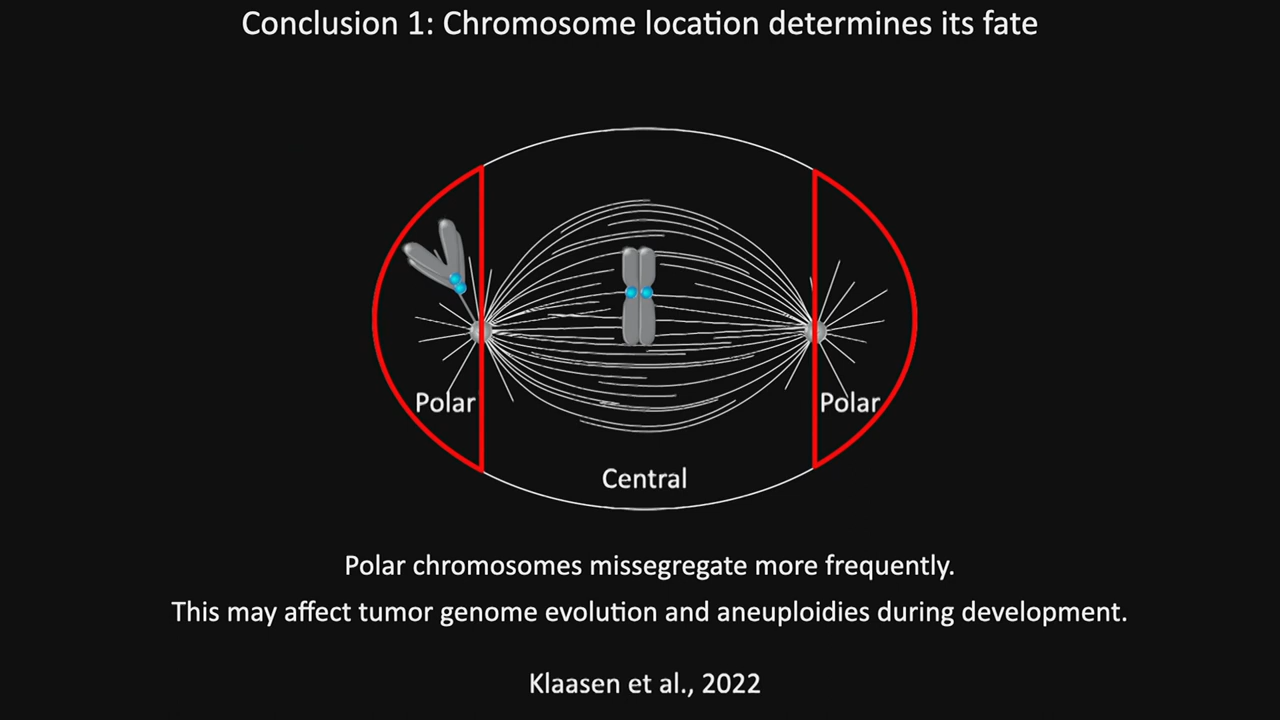 Conclusion 1: Chromosome location determines its fate
Polar
Polar
Central
Polar chromosomes missegregate more frequently.
This may affect tumor genome evolution and aneuploidies during development.
Klaasen et al., 2022